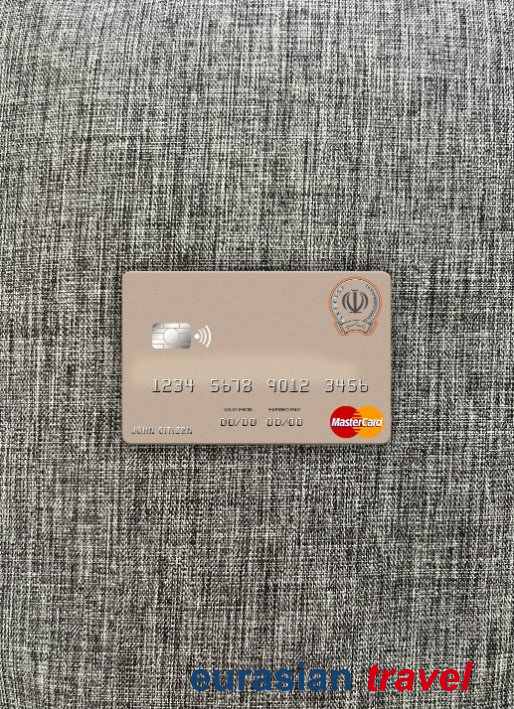 1234 5678 9012 3456
00/00 00/00
JOHN CITIZEN
MasterCard
eurasian travel